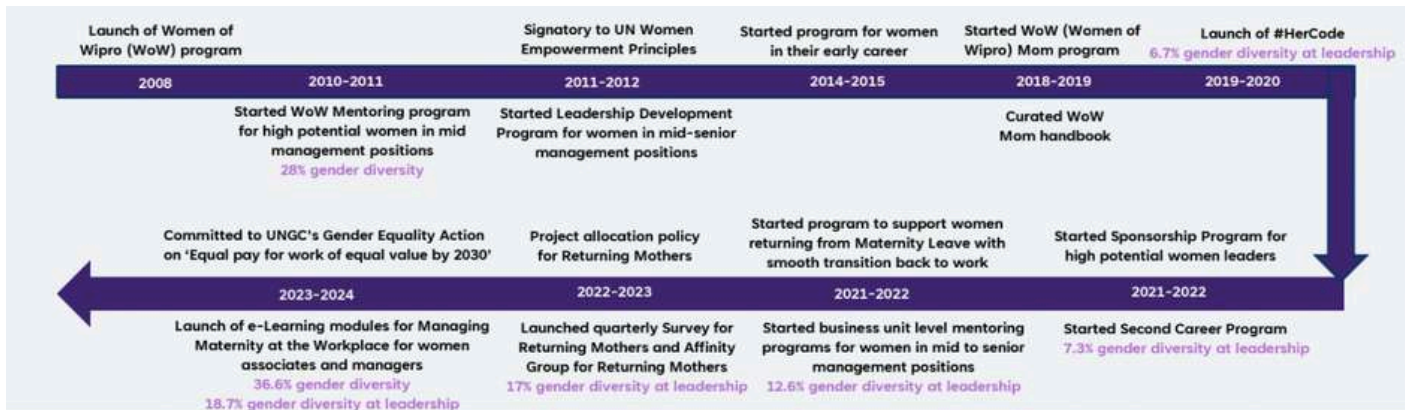 Launch of Women of
Wipro (WoW) program
2008
2010-2011
Started WoW Mentoring program
for high potential women in mid
management positions
28% gender diversity
Signatory to UN Women
Empowerment Principles
2011-2012
Started Leadership Development
Program for women in mid-senior
management positions
Started program for women
in their early career
2014-2015
Started WoW (Women of
Wipro) Mom program
2018-2019
Curated WoW
Mom handbook
Launch of #HerCode
6.7% gender diversity at leadership
2019-2020
Started Sponsorship Program for
high potential women leaders
2021-2022
Started Second Career Program
7.3% gender diversity at leadership
Started program to support women
returning from Maternity Leave with
smooth transition back to work
2021-2022
Started business unit level mentoring
programs for women in mid to senior
management positions
12.6% gender diversity at leadership
Project allocation policy
for Returning Mothers
2022-2023
Launched quarterly Survey for
Returning Mothers and Affinity
Group for Returning Mothers
17% gender diversity at leadership
Committed to UNGC's Gender Equality Action
on 'Equal pay for work of equal value by 2030'
2023-2024
Launch of e-Learning modules for Managing
Maternity at the Workplace for women
associates and managers
36.6% gender diversity
18.7% gender diversity at leadership